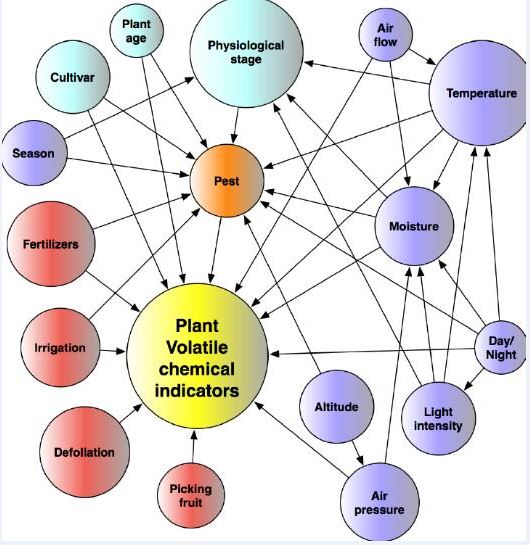 Plant
age
Physiological
stage
Air
flow
Cultivar
Temperature
Season
Pest
Fertilizers
Moisture
Plant
Volatile
chemical
indicators
Irrigation
Day/
Night
Altitude
Light
intensity
Defoliation
Picking
fruit
Air
pressure